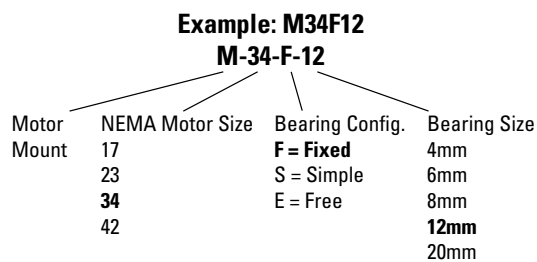 Example: M34F12
M-34-F-12
Motor Mount
NEMA Motor Size
17
23
34
42
Bearing Config.
F = Fixed
S = Simple
E = Free
Bearing Size
4mm
6mm
8mm
12mm
20mm